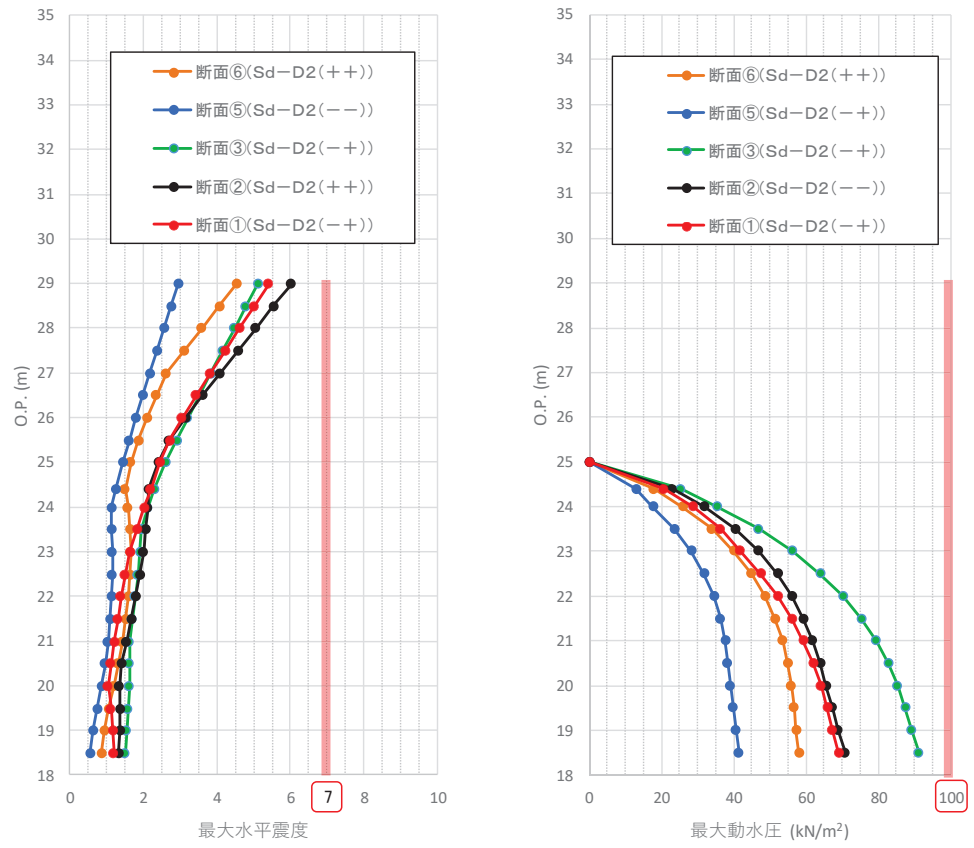 35
34
33
32
31
30
29
28
27
26
25
24
23
22
21
20
19
18
O.P. (m)
断面⑥(Sd−D2(++))
断面⑤(Sd−D2(−−))
断面③(Sd−D2(−+))
断面②(Sd−D2(++))
断面①(Sd−D2(−+))
0 2 4 6 7 8 10
最大水平震度
35
34
33
32
31
30
29
28
27
26
25
24
23
22
21
20
19
18
O.P. (m)
断面⑥(Sd−D2(++))
断面⑤(Sd−D2(−+))
断面③(Sd−D2(−+))
断面②(Sd−D2(−−))
断面①(Sd−D2(−+))
0 20 40 60 80 100
最大動水圧 (kN/m²)